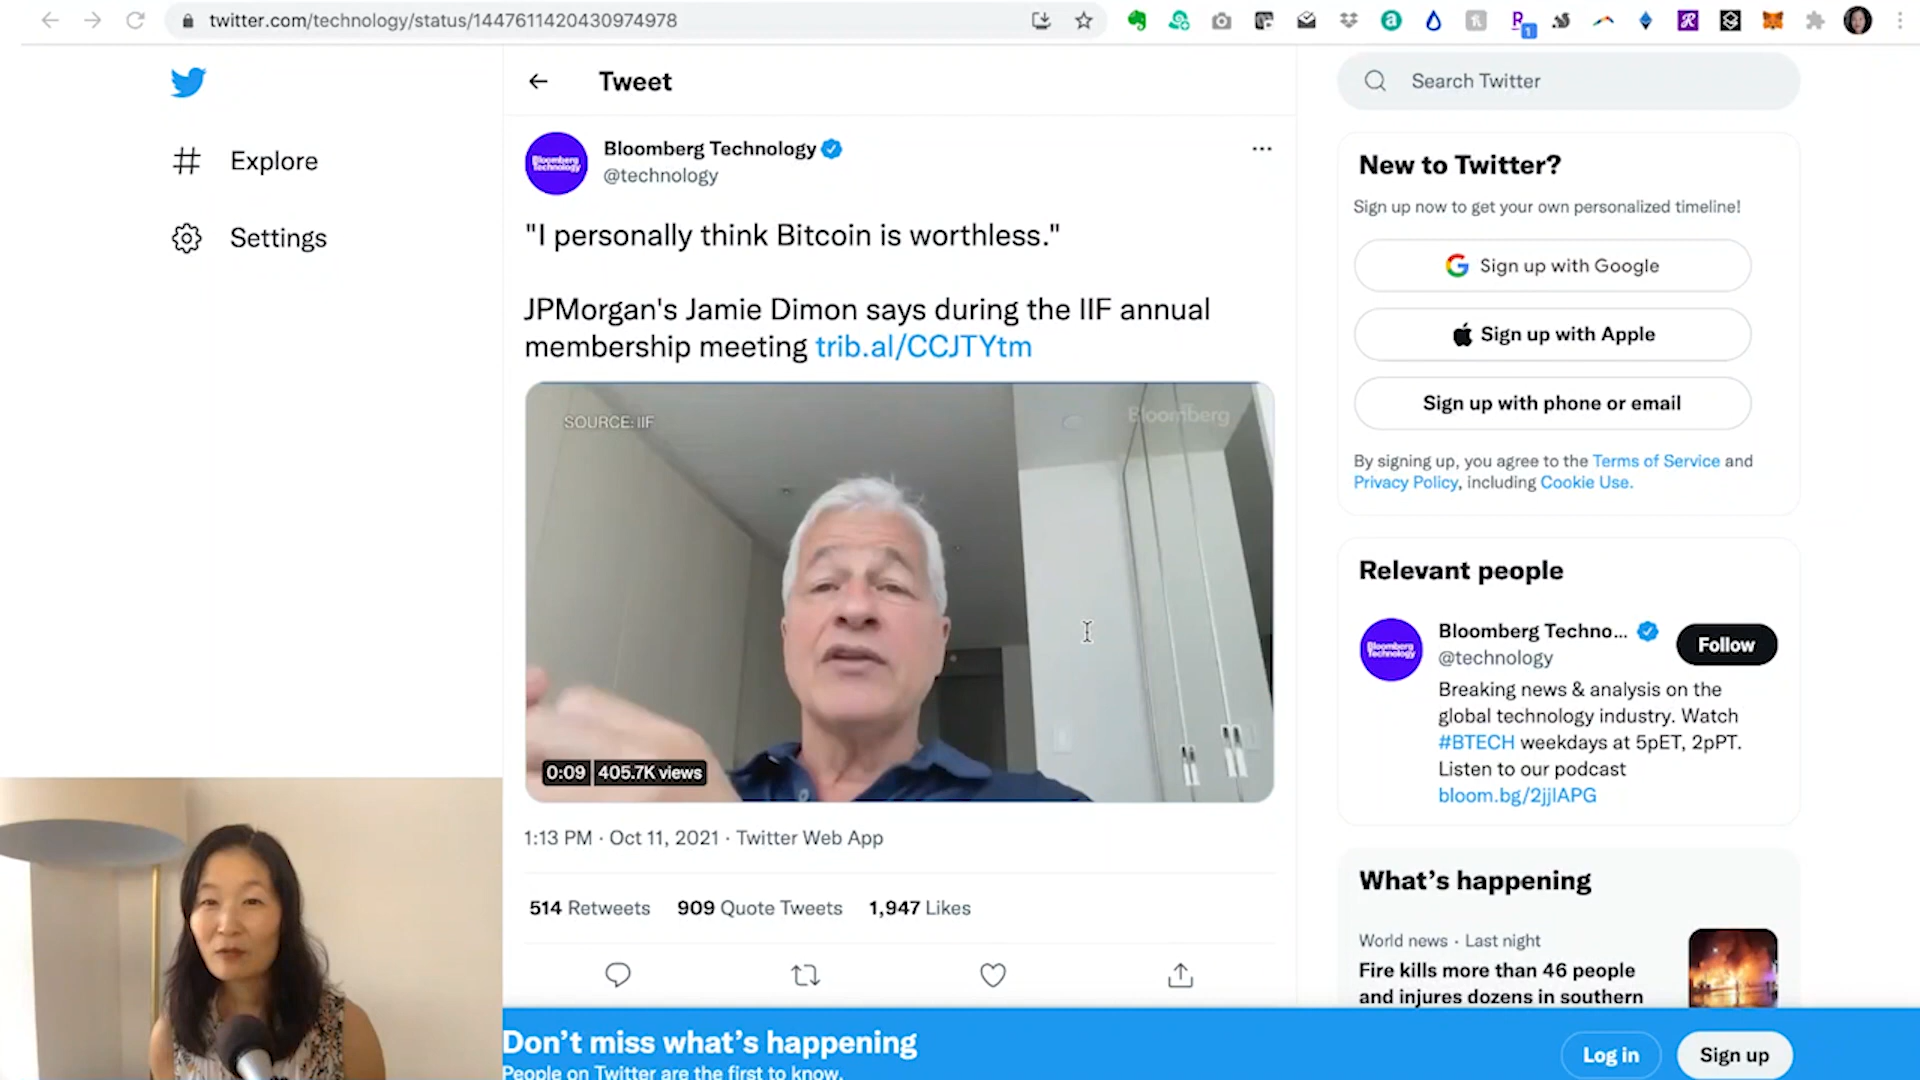 twitter.com/technology/status/1447611420430974978
1
Explore
Settings
Tweet
Bloomberg
Technology
Bloomberg Technology
@technology
"I personally think Bitcoin is worthless."
JPMorgan's Jamie Dimon says during the IIF annual
membership meeting trib.al/CCJTYtm
SOURCE: IIF
Bloomberg
0:09 405.7K views
1:13 PM · Oct 11, 2021 · Twitter Web App
514 Retweets 909 Quote Tweets 1,947 Likes
Search Twitter
New to Twitter?
Sign up now to get your own personalized timeline!
Sign up with Google
Sign up with Apple
Sign up with phone or email
By signing up, you agree to the Terms of Service and
Privacy Policy, including Cookie Use.
Relevant people
Bloomberg
Technology
Bloomberg Techno...
@technology
Follow
Breaking news & analysis on the
global technology industry. Watch
#BTECH weekdays at 5pET, 2pPT.
Listen to our podcast
bloom.bg/2jjlAPG
What's happening
World news · Last night
Fire kills more than 46 people
and injures dozens in southern
Don't miss what's happening
People on Twitter are the first to know.
Log in
Sign up